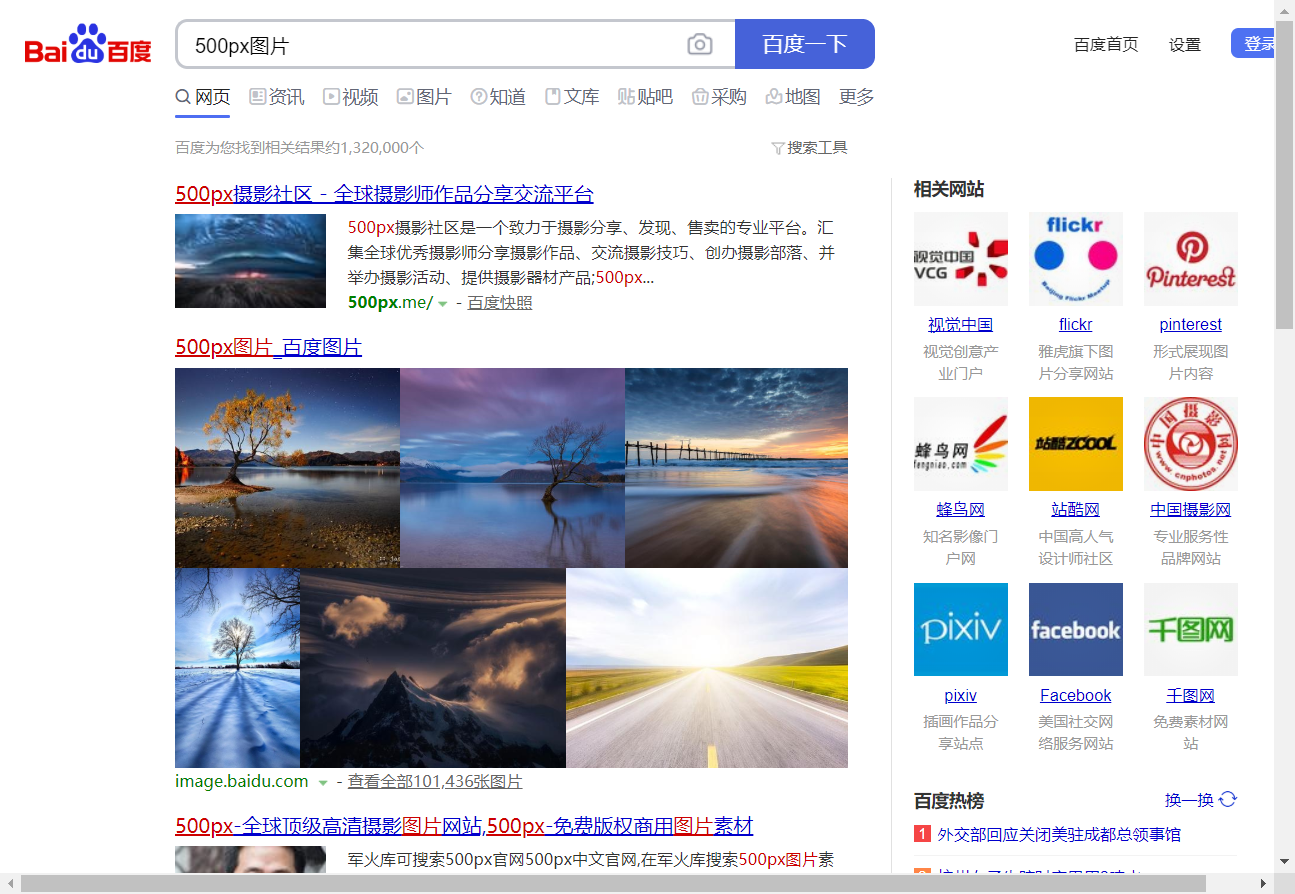 Bai du 百度
500px图片
百度一下
百度首页 设置 登录
网页 资讯 视频 图片 知道 文库 贴吧 采购 地图 更多
百度为您找到相关结果约1,320,000个
搜索工具
500px摄影社区 - 全球摄影师作品分享交流平台
500px摄影社区是一个致力于摄影分享、发现、售卖的专业平台。汇
集全球优秀摄影师分享摄影作品、交流摄影技巧、创办摄影部落、并
举办摄影活动、提供摄影器材产品;500px...
500px.me/ - 百度快照
500px图片_百度图片
image.baidu.com - 查看全部101,436张图片
500px-全球顶级高清摄影图片网站,500px-免费版权商用图片素材
军火库可搜索500px官网500px中文官网,在军火库搜索500px图片素
相关网站
视觉中国
VCG
flickr
Beijing Flickr Meetup
Pinterest
视觉中国 flickr pinterest
视觉创意产 雅虎旗下图 形式展现图
业门户 片分享网站 片内容
蜂鸟网
fengniao.com
站酷ZCOOL
中国摄影网
www.cnphotos.net
蜂鸟网 站酷网 中国摄影网
知名影像门 中国高人气 专业服务性
户网 设计师社区 品牌网站
pixiv
facebook
千图网
pixiv Facebook 千图网
插画作品分 美国社交网 免费素材网
享站点 络服务网站 站
百度热榜 换一换
1 外交部回应关闭美驻成都总领事馆